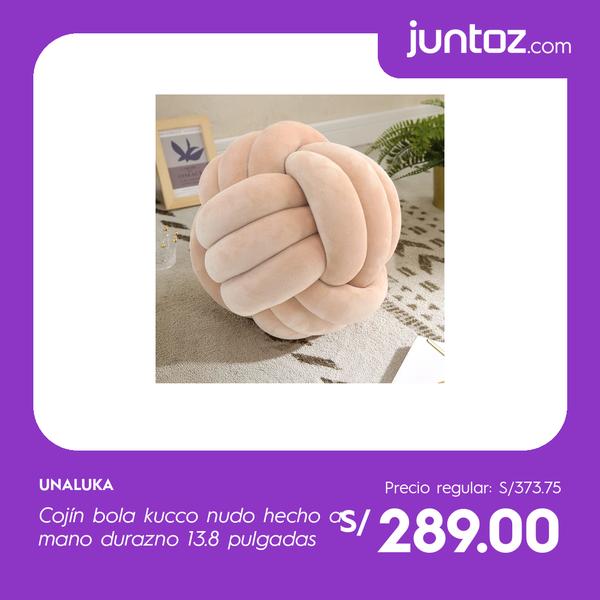 juntoz.com
UNALUKA
Precio regular: S/373.75
Cojín bola kucco nudo hecho a
mano durazno 13.8 pulgadas
S/ 289.00